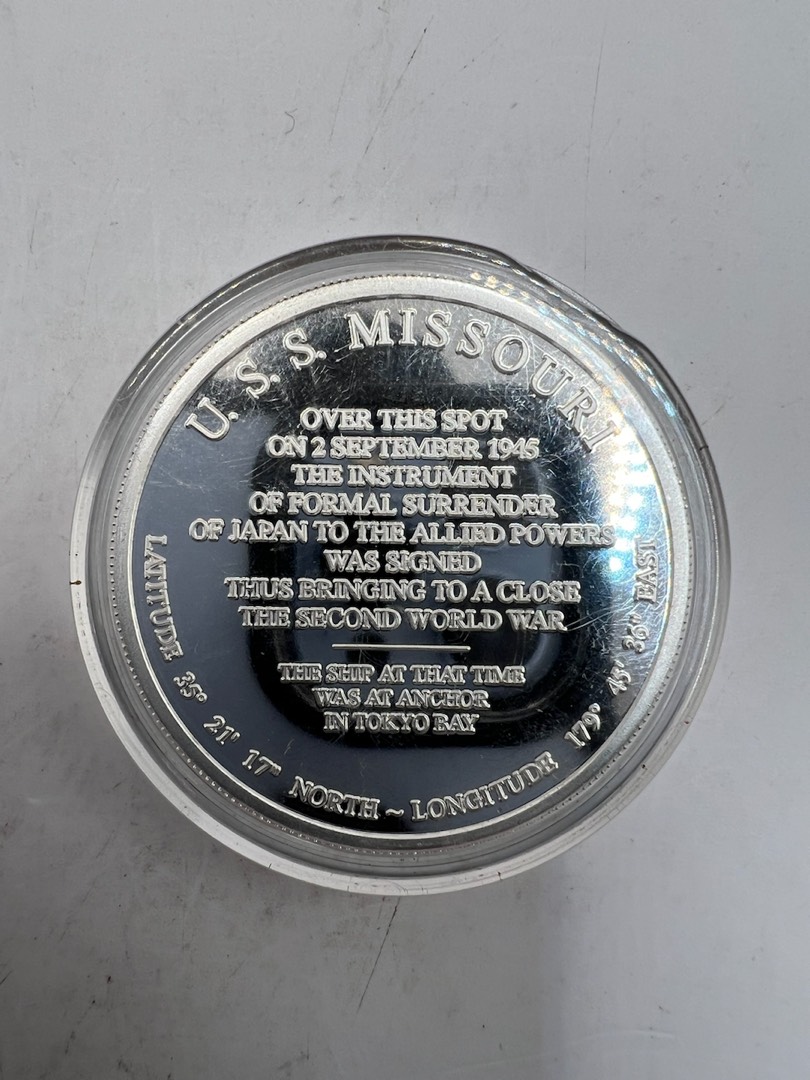 U. S. S. MISSOURI
OVER THIS SPOT
ON 2 SEPTEMBER 1945
THE INSTRUMENT
OF FORMAL SURRENDER
OF JAPAN TO THE ALLIED POWERS
WAS SIGNED
THUS BRINGING TO A CLOSE
THE SECOND WORLD WAR
THE SHIP AT THAT TIME
WAS AT ANCHOR
IN TOKYO BAY
LATITUDE 35° 21' 17" NORTH ~ LONGITUDE 179° 45' 36" EAST